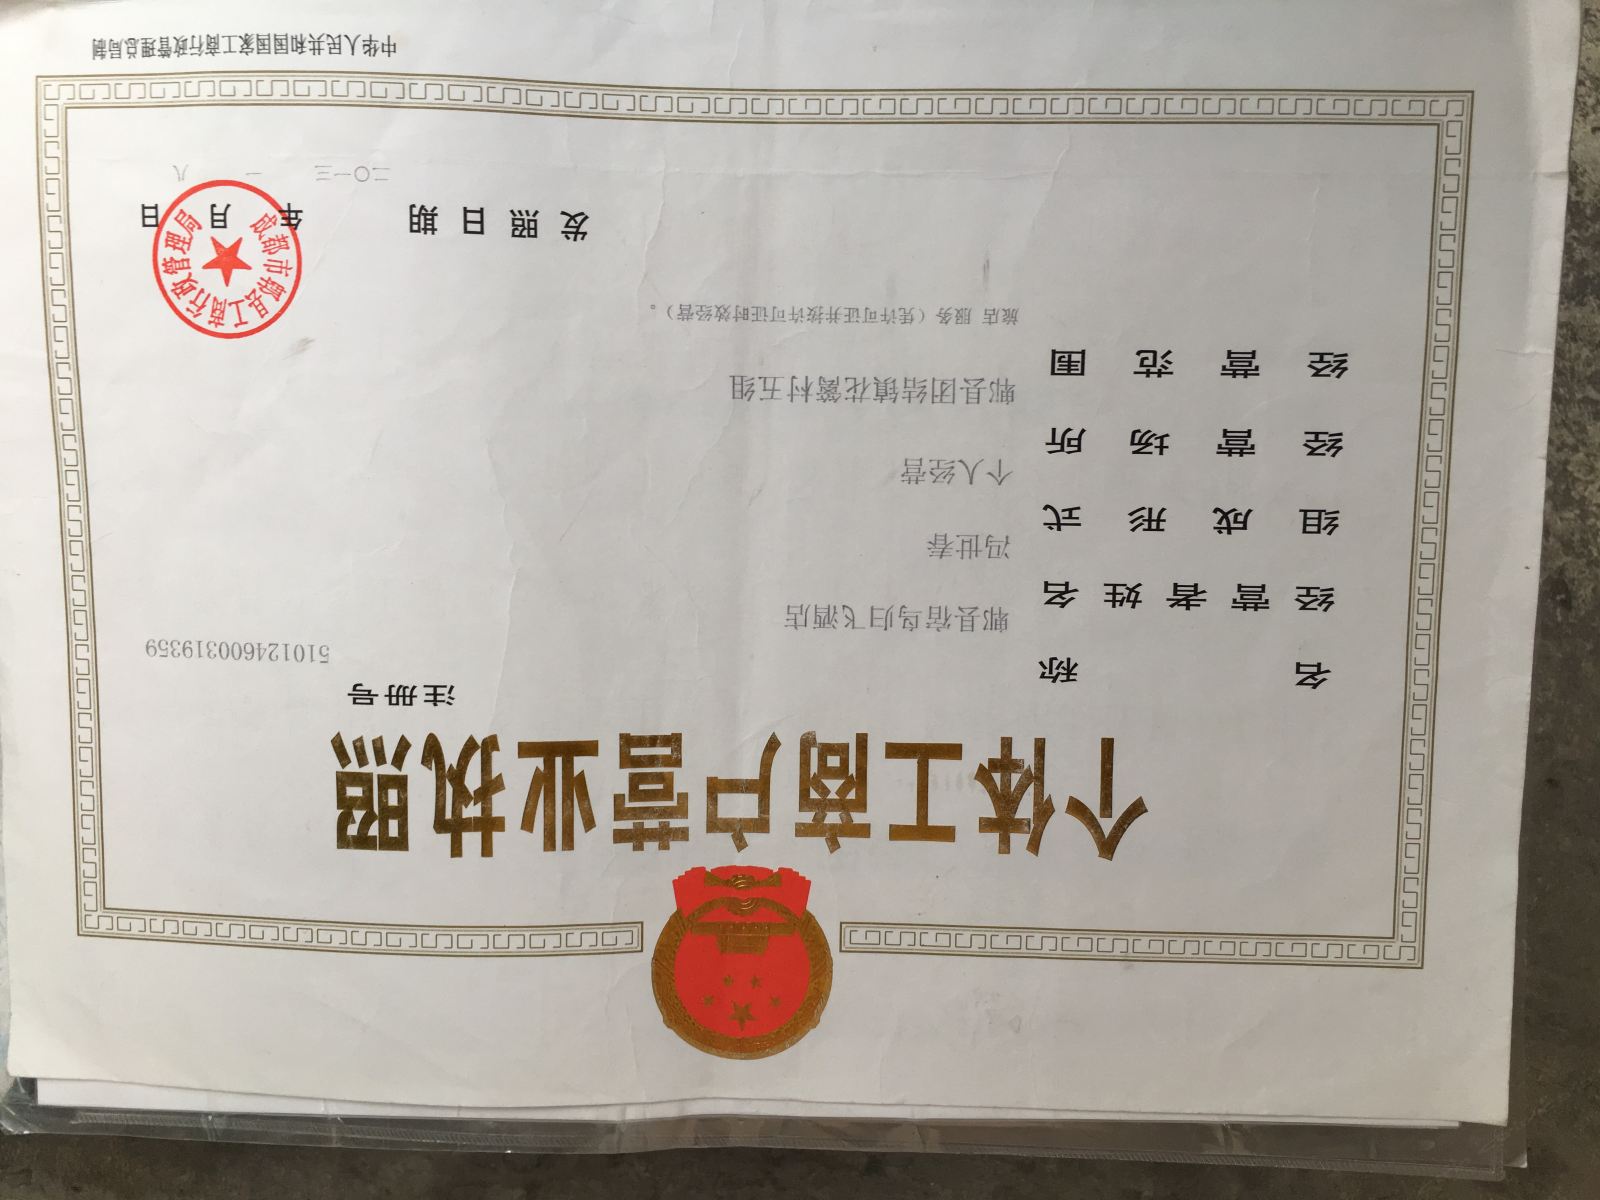 个体工商户营业执照
注册号
510124600319359
名称 郫县宿鸟归飞酒店
经营者姓名 冯世春
组成形式 个人经营
经营场所 郫县团结镇花篱村五组
经营范围
旅店 服务（凭许可证并按许可证时效经营）。
发照日期 年 月 日
二〇一三 一 八
成都市郫县工商行政管理局
中华人民共和国国家工商行政管理总局制